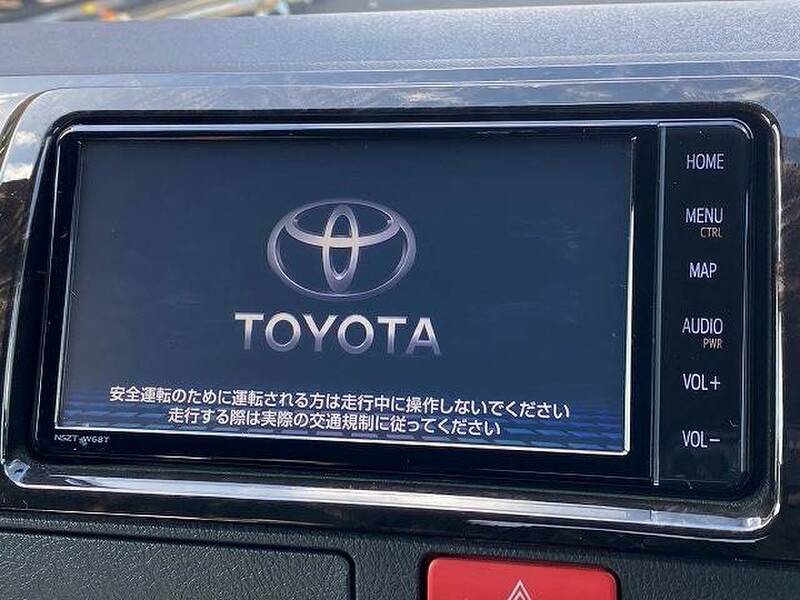 TOYOTA
安全運転のために運転される方は走行中に操作しないでください
走行する際は実際の交通規制に従ってください
NSZT-W68T
HOME
MENU
CTRL
MAP
AUDIO
PWR
VOL+
VOL-